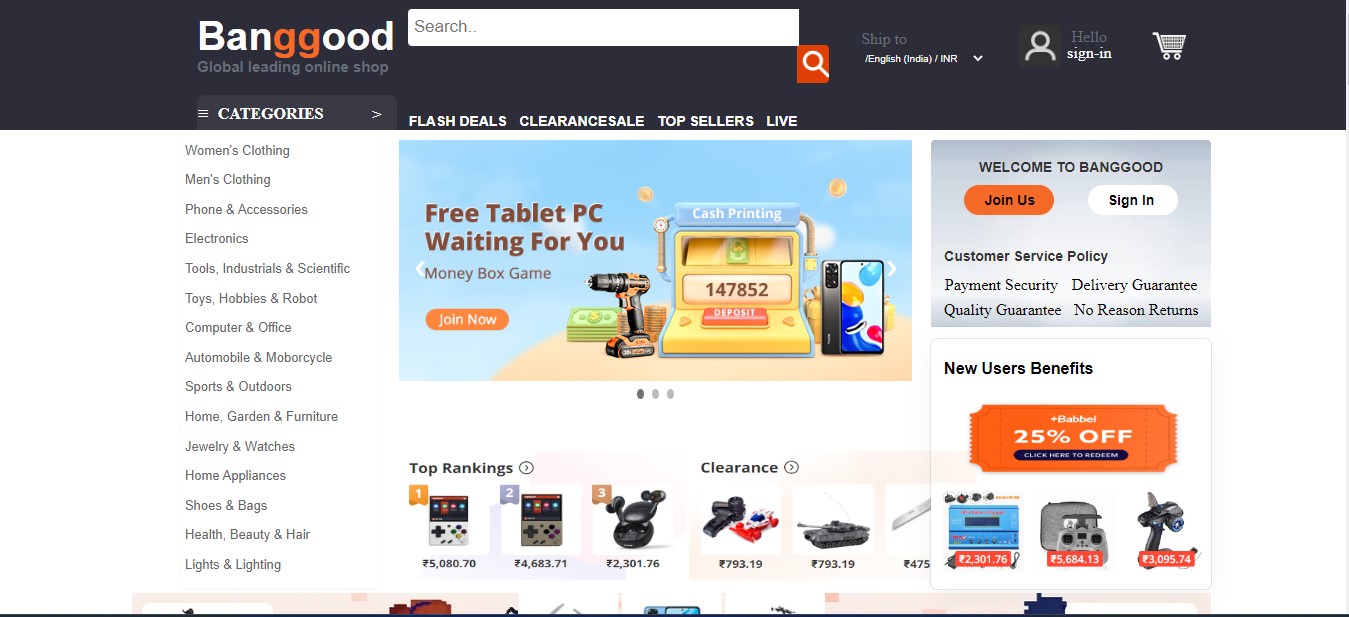 Banggood
Global leading online shop
Search..
Ship to
/English (India) / INR
Hello
sign-in
≡ CATEGORIES >
FLASH DEALS CLEARANCESALE TOP SELLERS LIVE
Women's Clothing
Men's Clothing
Phone & Accessories
Electronics
Tools, Industrials & Scientific
Toys, Hobbies & Robot
Computer & Office
Automobile & Moborcycle
Sports & Outdoors
Home, Garden & Furniture
Jewelry & Watches
Home Appliances
Shoes & Bags
Health, Beauty & Hair
Lights & Lighting
Free Tablet PC
Waiting For You
Money Box Game
Join Now
Cash Printing
147852
DEPOSIT
WELCOME TO BANGGOOD
Join Us Sign In
Customer Service Policy
Payment Security Delivery Guarantee
Quality Guarantee No Reason Returns
New Users Benefits
+Babbel
25% OFF
CLICK HERE TO REDEEM
₹2,301.76 ₹5,684.13 ₹3,095.74
Top Rankings
1 2 3
₹5,080.70 ₹4,683.71 ₹2,301.76
Clearance
₹793.19 ₹793.19 ₹475